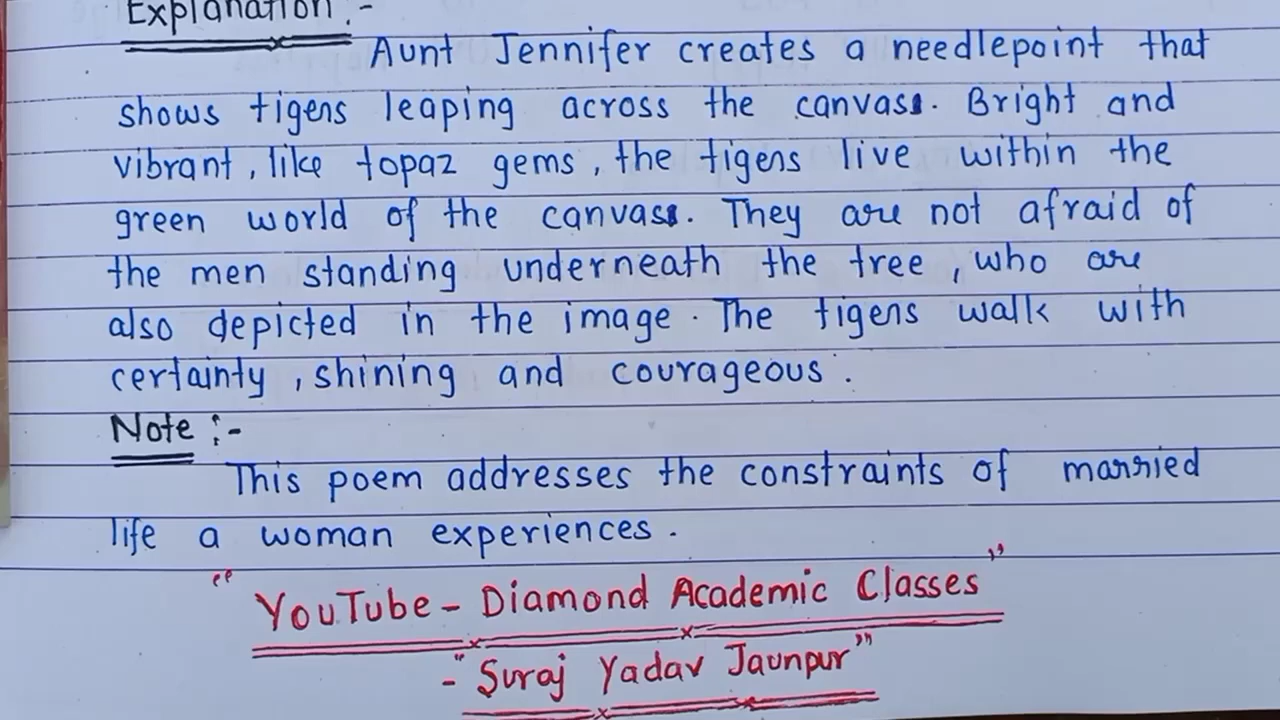 Explanation :-
Aunt Jennifer creates a needlepoint that
shows tigers leaping across the canvas. Bright and
vibrant, like topaz gems, the tigers live within the
green world of the canvas. They are not afraid of
the men standing underneath the tree, who are
also depicted in the image. The tigers walk with
certainty, shining and courageous.
Note :-
This poem addresses the constraints of married
life a woman experiences.
"YouTube - Diamond Academic Classes"
- "Suraj Yadav Jaunpur"